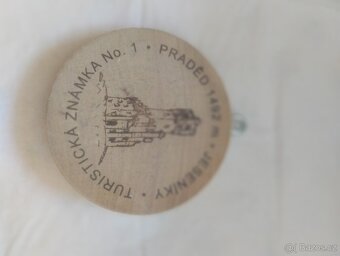 TURISTICKÁ ZNÁMKA No. 1 • PRADĚD 1492 m • JESENÍKY •
© Bazos.cz